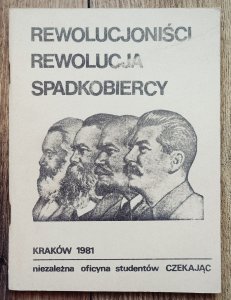 REWOLUCJONIŚCI
REWOLUCJA
SPADKOBIERCY
KRAKÓW 1981
niezależna oficyna studentów CZEKAJĄC